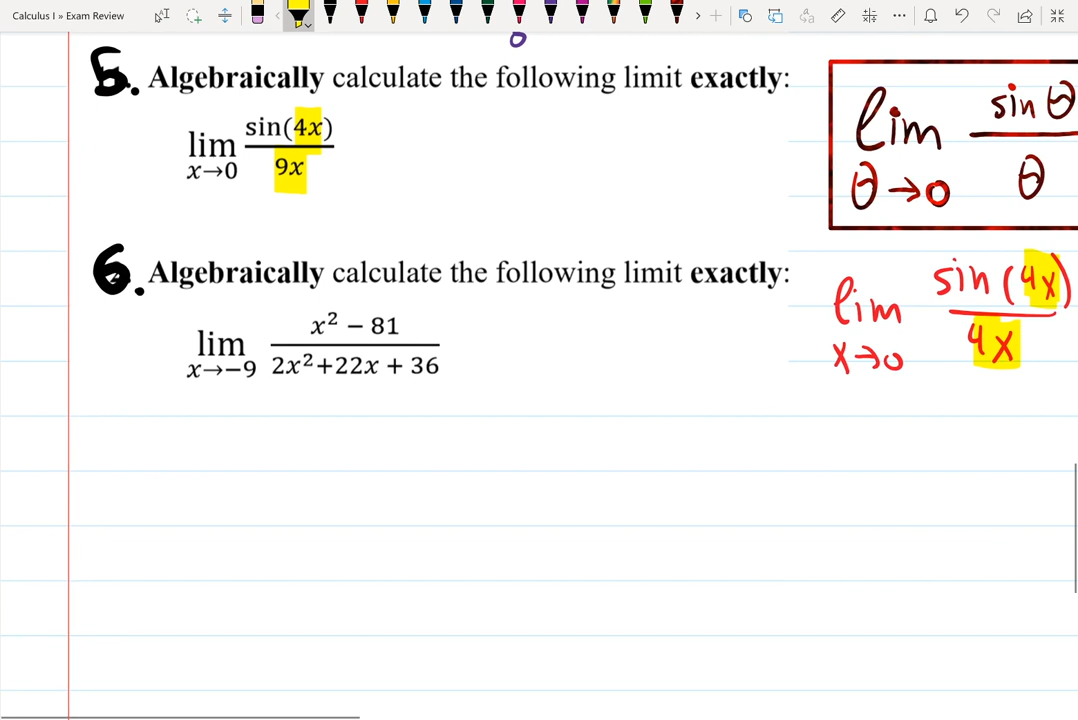 Calculus I » Exam Review
5. Algebraically calculate the following limit exactly:
lim x→0 sin(4x) / 9x
6. Algebraically calculate the following limit exactly:
lim x→−9 x² − 81 / 2x²+22x + 36
lim θ→0 sin θ / θ
lim x→0 sin(4x) / 4x